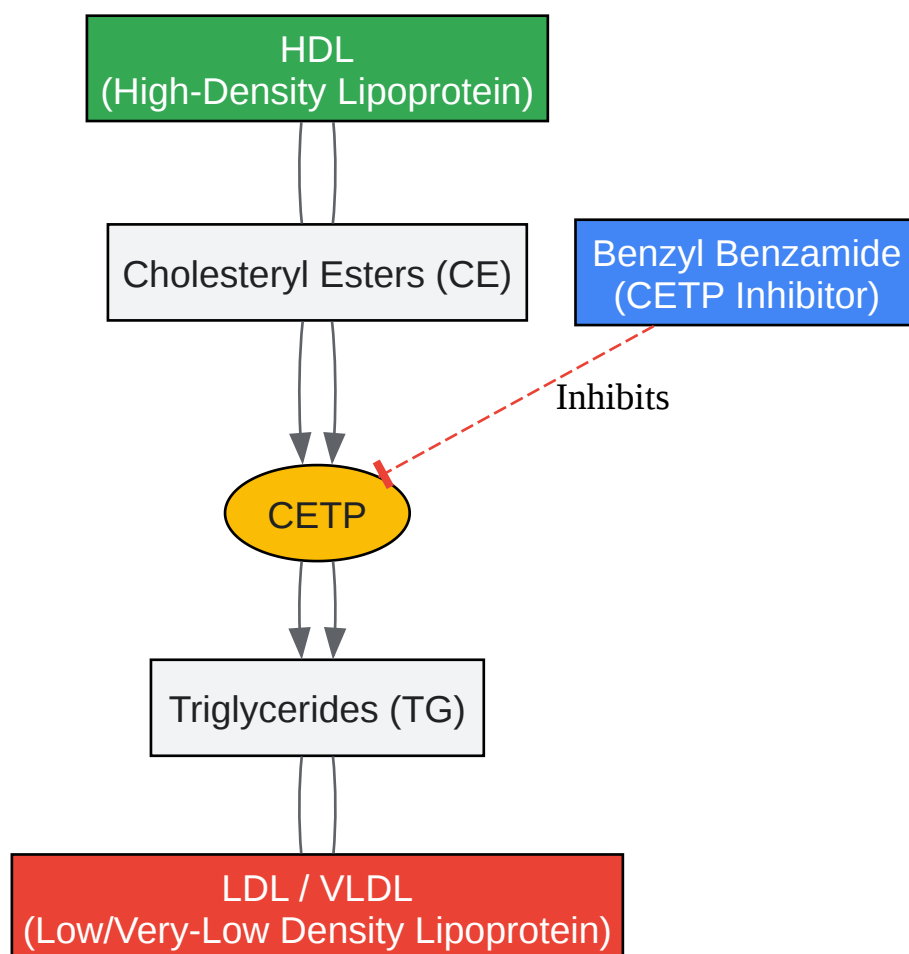 HDL
(High-Density Lipoprotein)
Cholesteryl Esters (CE)
Benzyl Benzamide
(CETP Inhibitor)
Inhibits
CETP
Triglycerides (TG)
LDL / VLDL
(Low/Very-Low Density Lipoprotein)